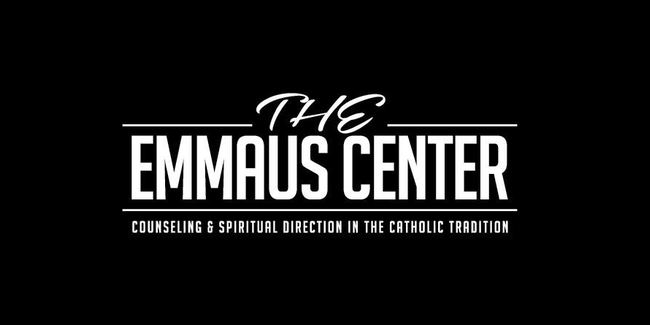 THE
EMMAUS CENTER
COUNSELING & SPIRITUAL DIRECTION IN THE CATHOLIC TRADITION